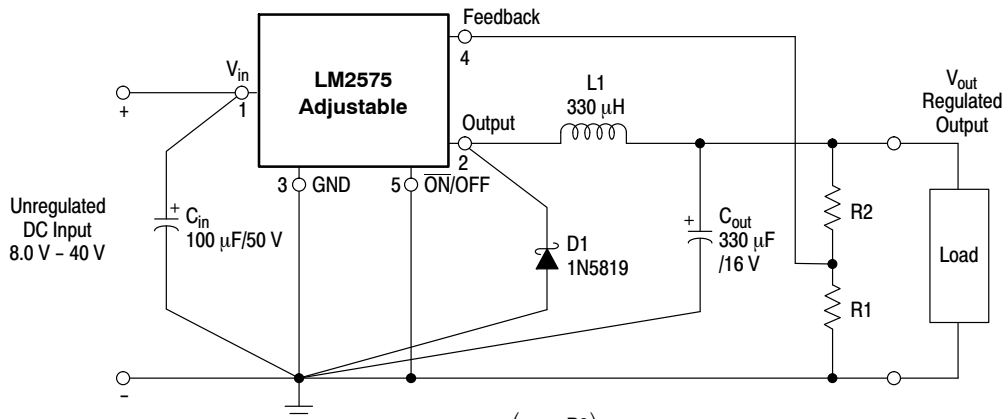 Feedback
4
V_in
1
LM2575
Adjustable
L1
330 μH
V_out
Regulated
Output
+
Output
2
3 GND
5 O̅N̅/OFF
Unregulated
DC Input
8.0 V – 40 V
+
C_in
100 μF/50 V
D1
1N5819
+
C_out
330 μF
/16 V
R2
Load
R1
-